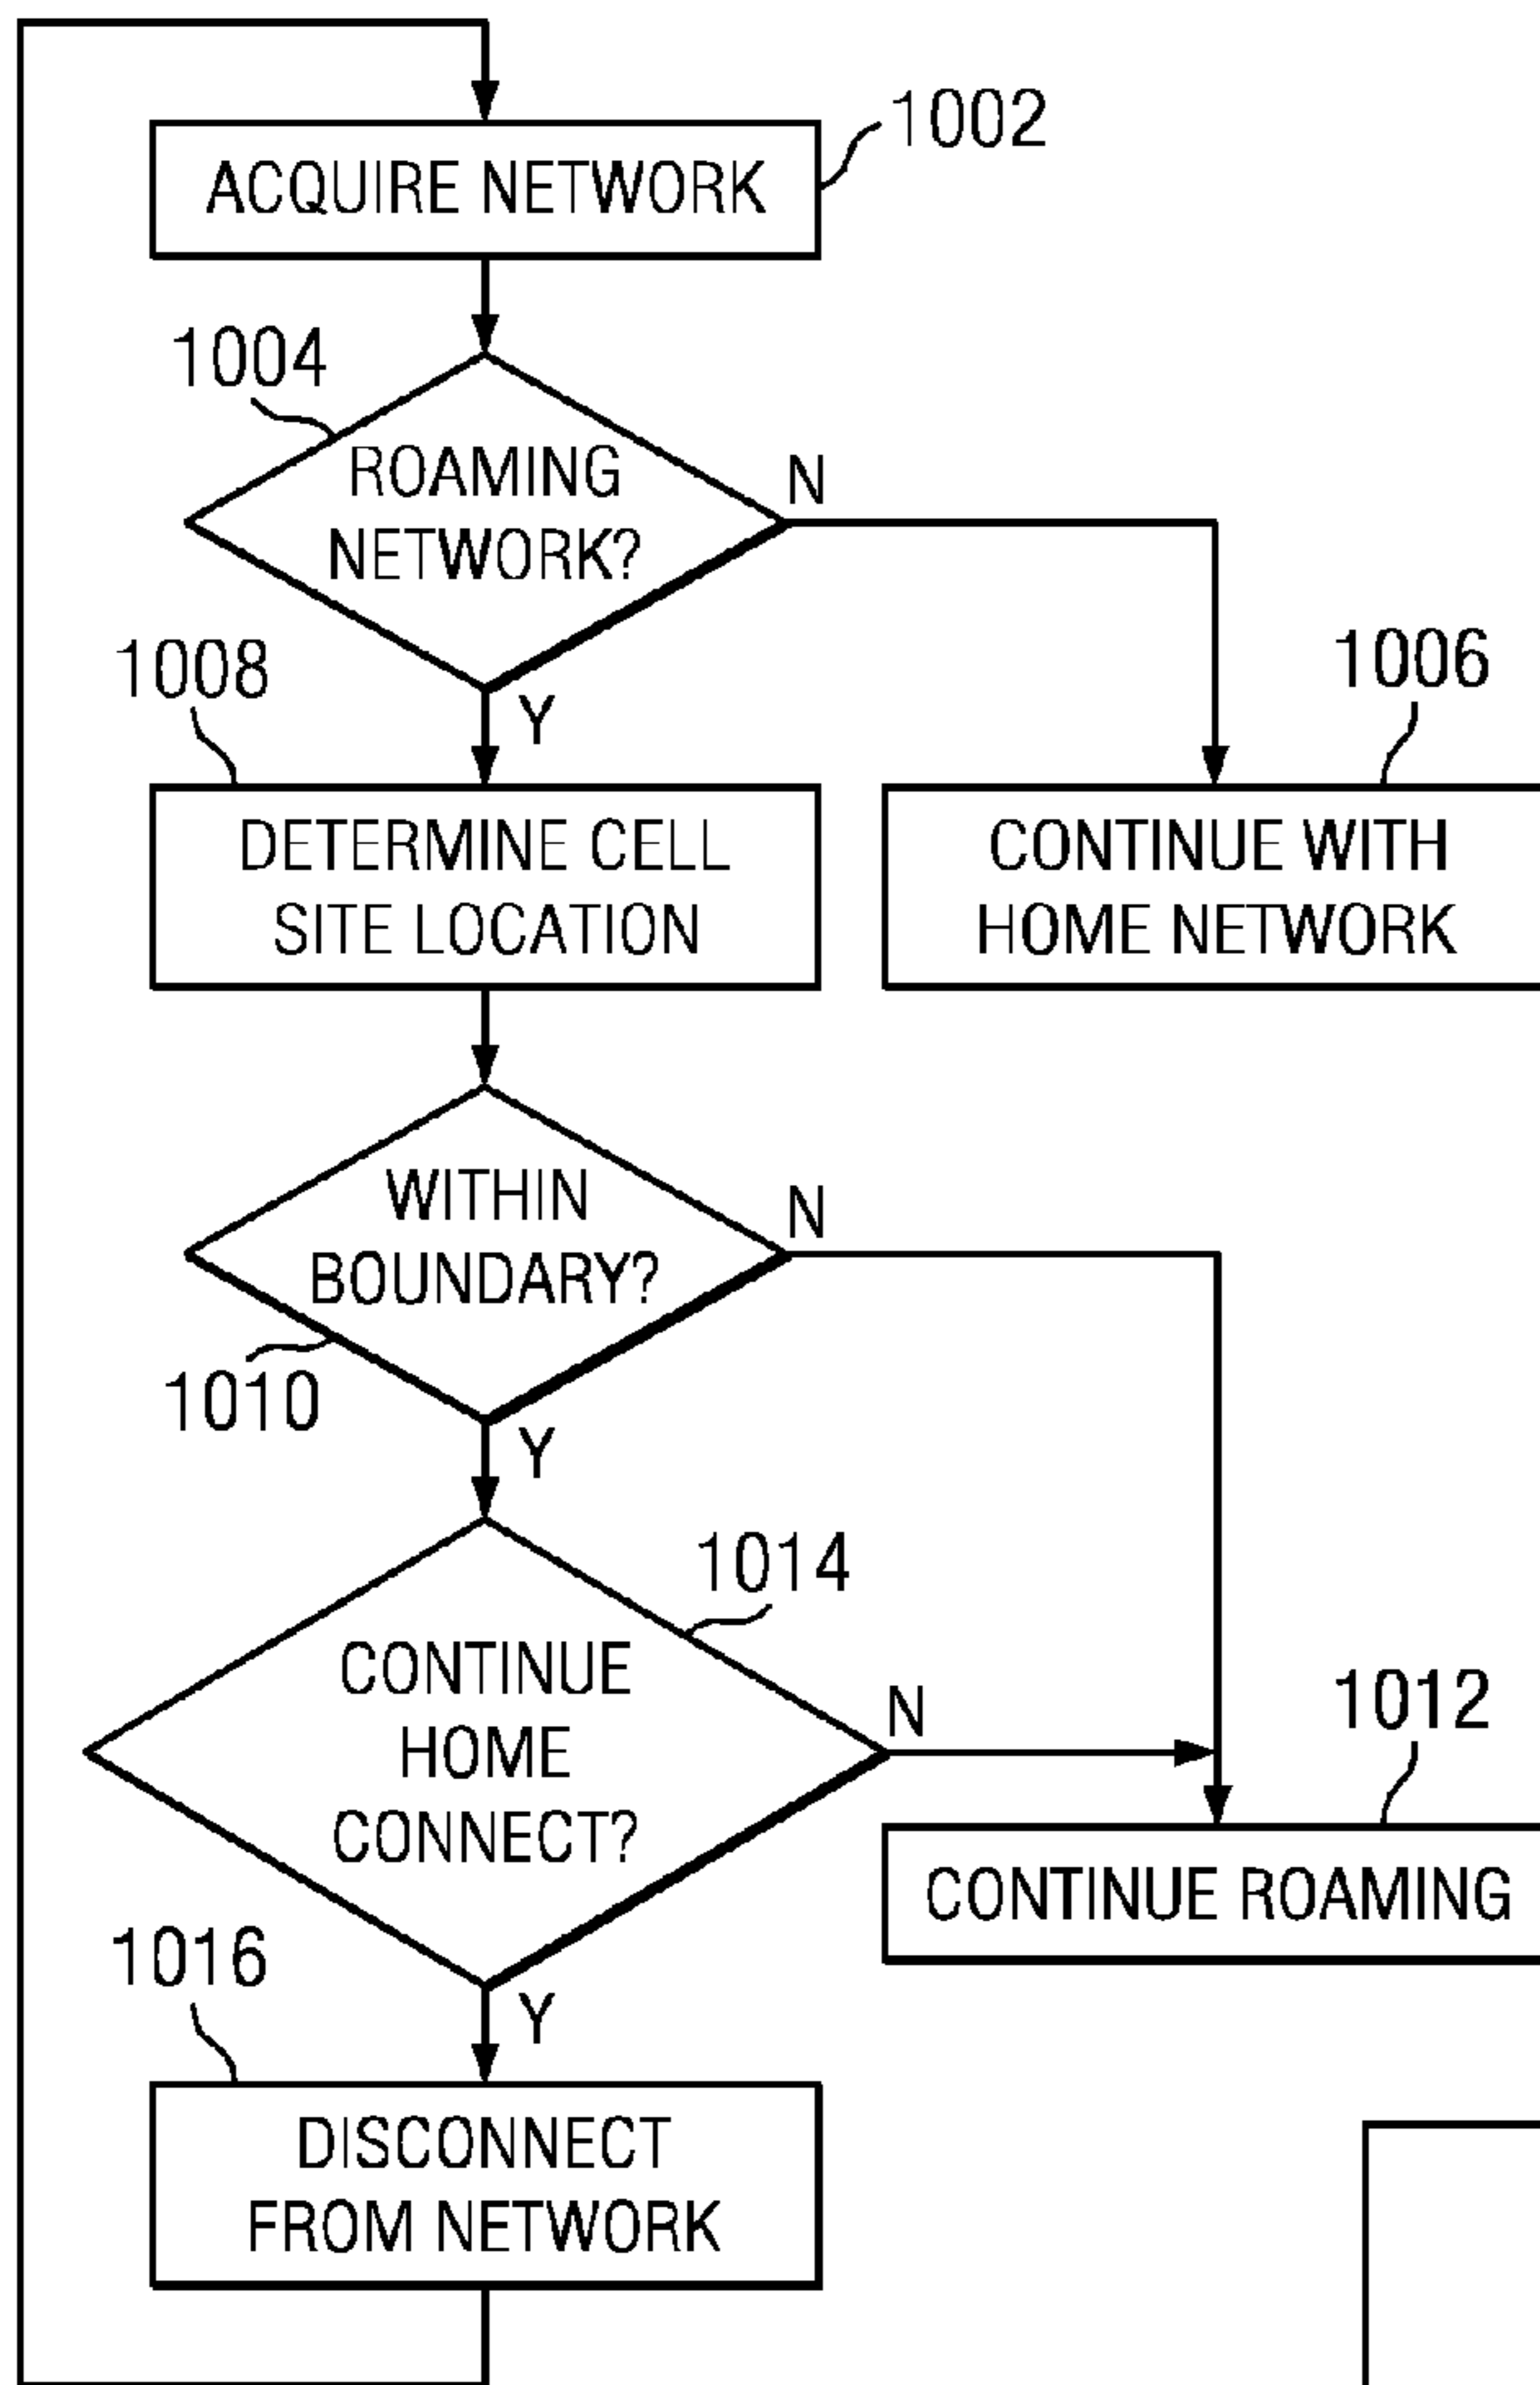 1002
ACQUIRE NETWORK
1004
ROAMING
NETWORK?
N
Y
1008
DETERMINE CELL
SITE LOCATION
1006
CONTINUE WITH
HOME NETWORK
WITHIN
BOUNDARY?
N
1010
Y
1014
CONTINUE
HOME
CONNECT?
N
1012
CONTINUE ROAMING
Y
1016
DISCONNECT
FROM NETWORK